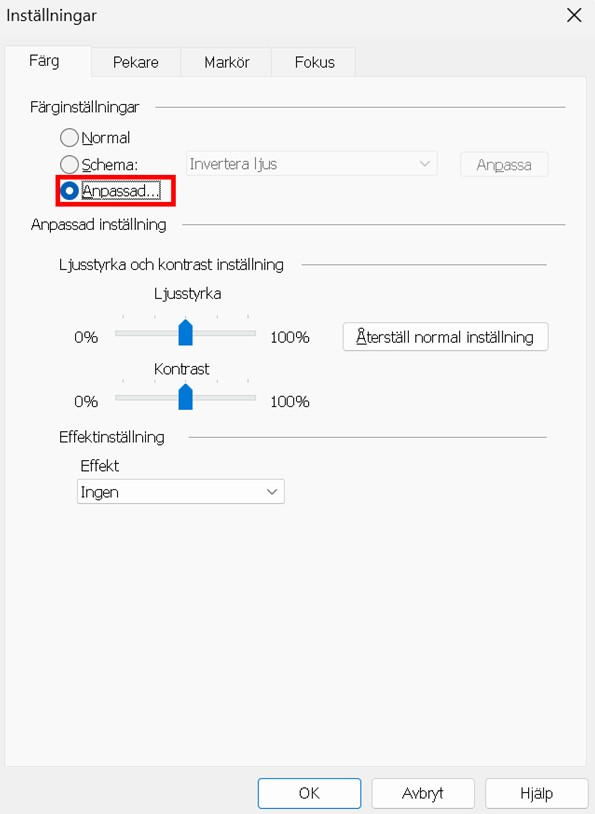 Inställningar
Färg Pekare Markör Fokus
Färginställningar
Normal
Schema: Invertera ljus Anpassa
Anpassad...
Anpassad inställning
Ljusstyrka och kontrast inställning
Ljusstyrka
0% 100% Återställ normal inställning
Kontrast
0% 100%
Effektinställning
Effekt
Ingen
OK Avbryt Hjälp